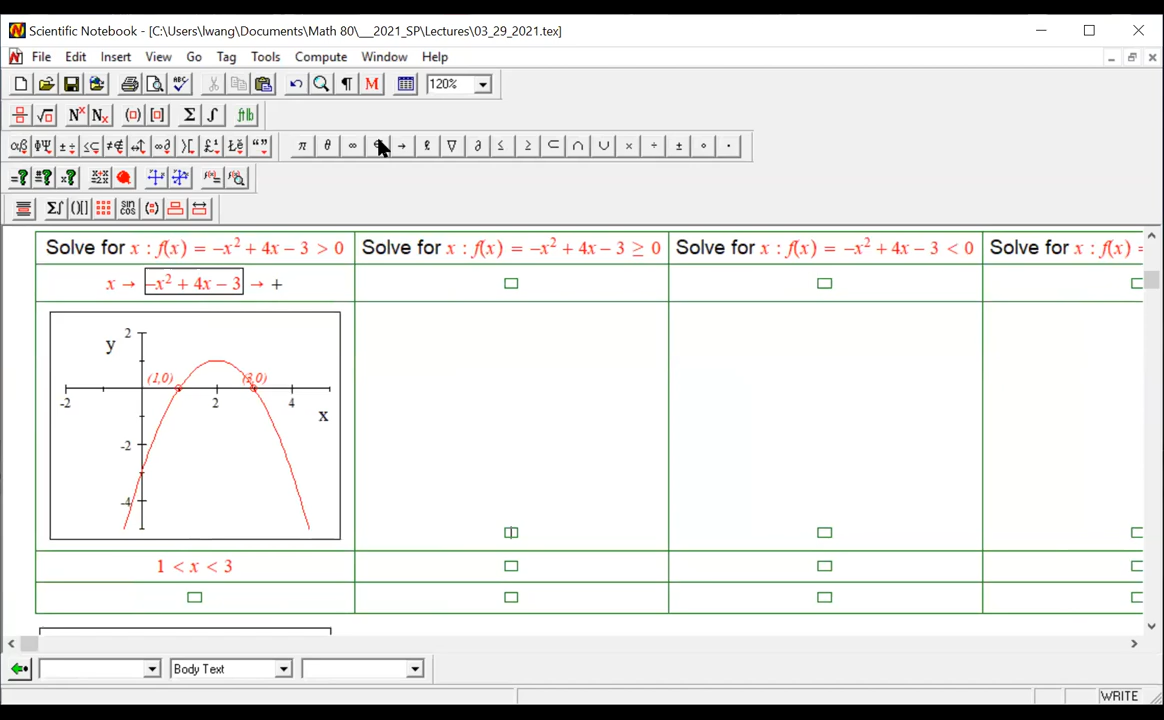 Scientific Notebook - [C:\Users\lwang\Documents\Math 80\__2021_SP\Lectures\03_29_2021.tex]
File Edit Insert View Go Tag Tools Compute Window Help
120%
Solve for x : f(x) = −x² + 4x − 3 > 0 Solve for x : f(x) = −x² + 4x − 3 ≥ 0 Solve for x : f(x) = −x² + 4x − 3 < 0 Solve for x : f(x) =
x → −x² + 4x − 3 → +
y 2
(1,0) (3,0)
-2 2 4
x
-2
-4
1 < x < 3
Body Text
WRITE